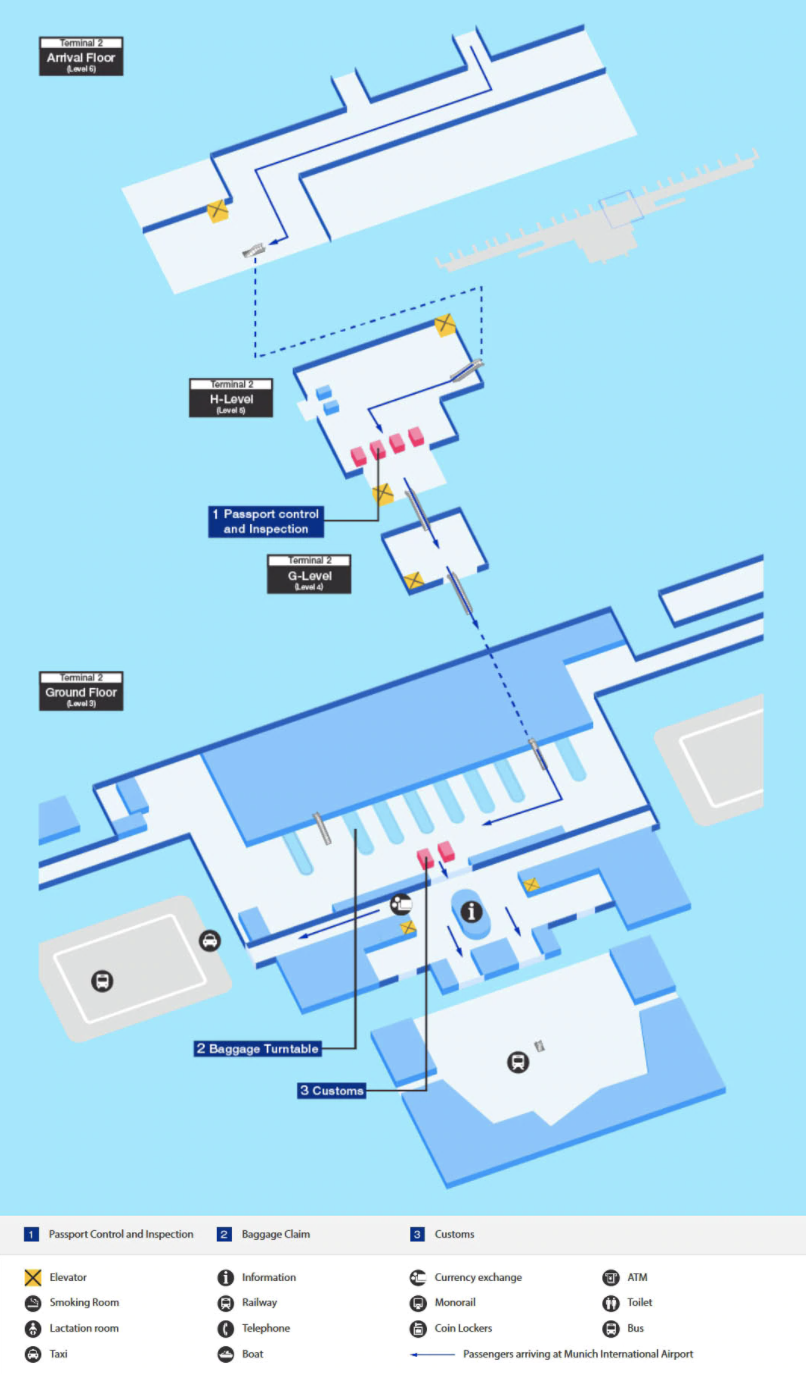 Terminal 2
Arrival Floor
(Level 6)
Terminal 2
H-Level
(Level 5)
1 Passport control
and Inspection
Terminal 2
G-Level
(Level 4)
Terminal 2
Ground Floor
(Level 3)
2 Baggage Turntable
3 Customs
1 Passport Control and Inspection
2 Baggage Claim
3 Customs
Elevator
Information
Currency exchange
ATM
Smoking Room
Railway
Monorail
Toilet
Lactation room
Telephone
Coin Lockers
Bus
Taxi
Boat
Passengers arriving at Munich International Airport